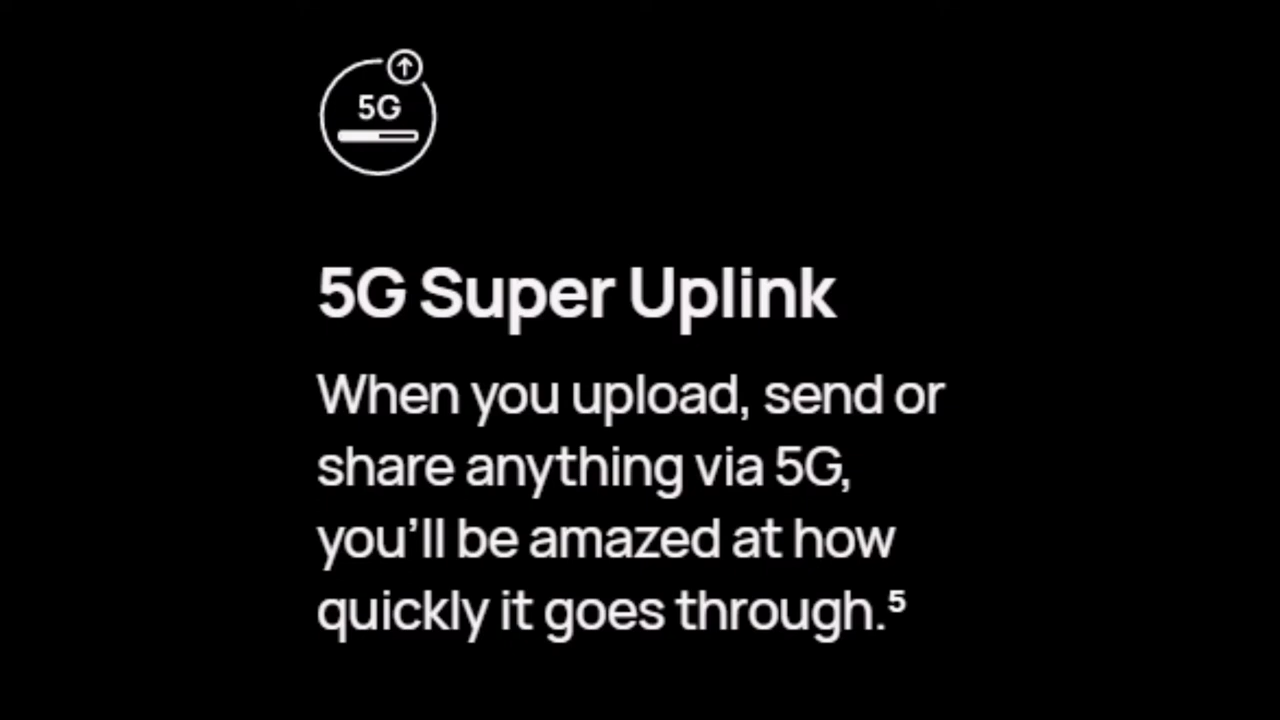 5G
5G Super Uplink
When you upload, send or
share anything via 5G,
you’ll be amazed at how
quickly it goes through.⁵